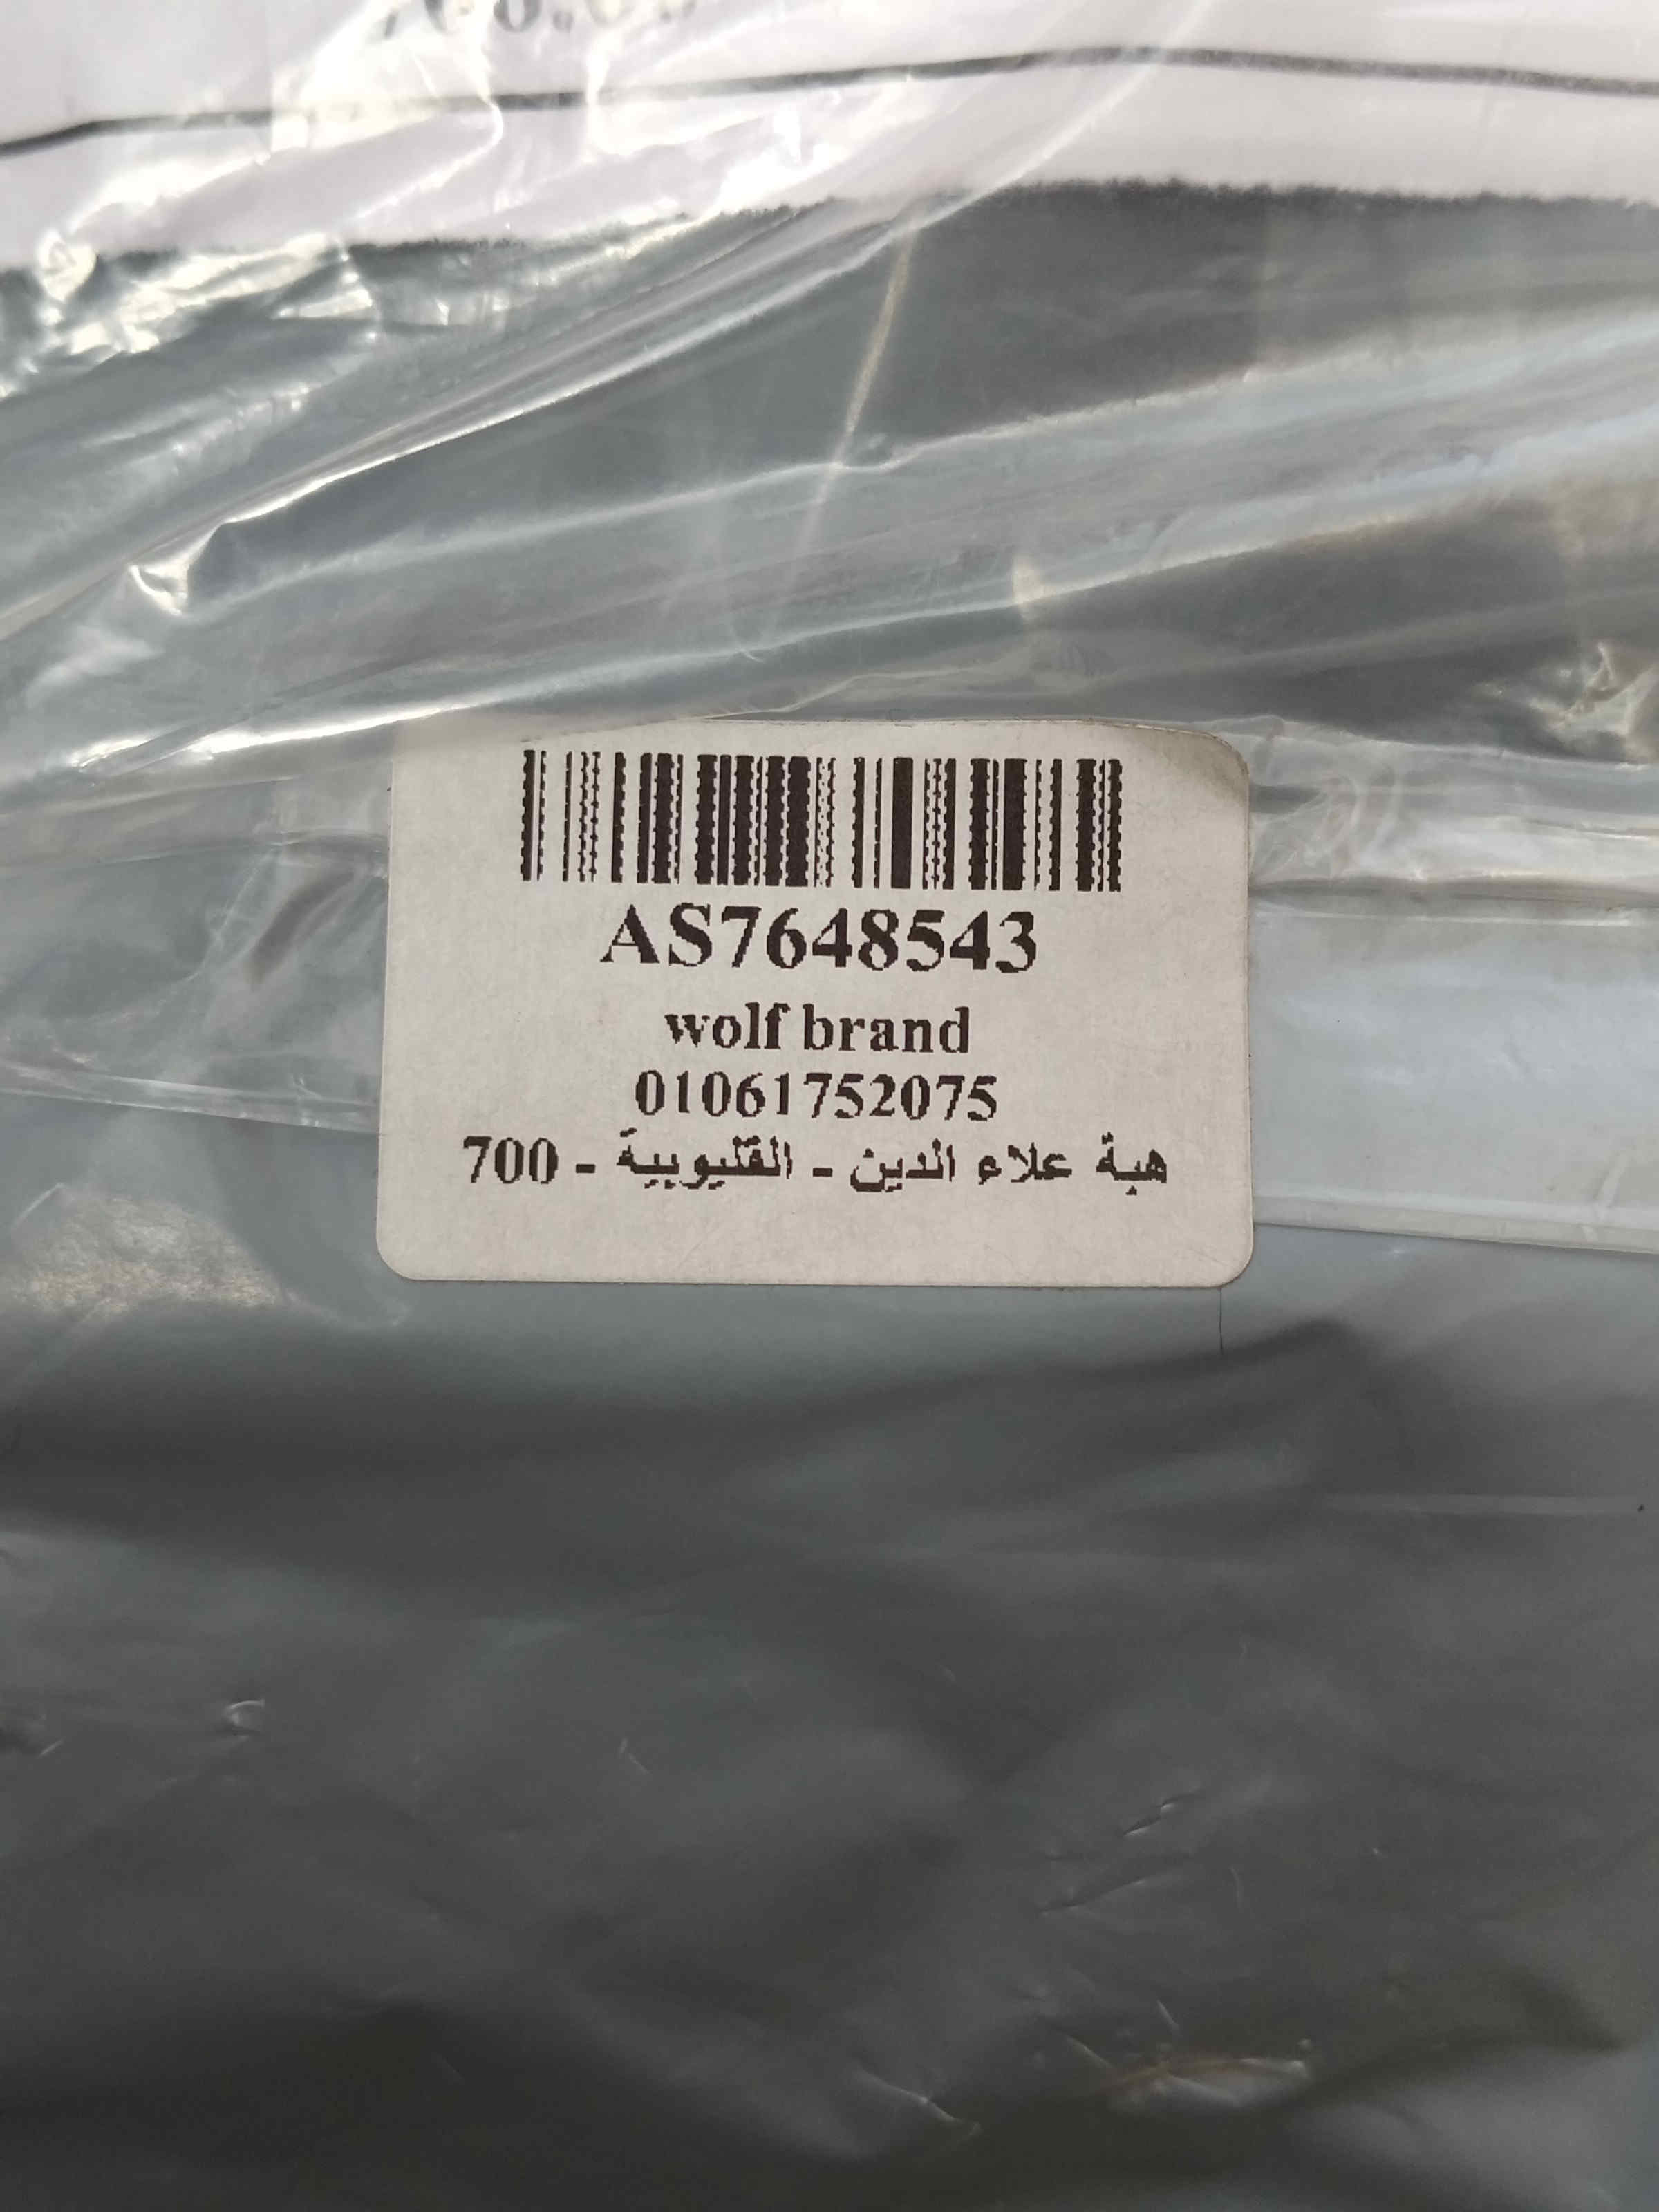 AS7648543
wolf brand
01061752075
هبة علاء الدين - القليوبية - 700